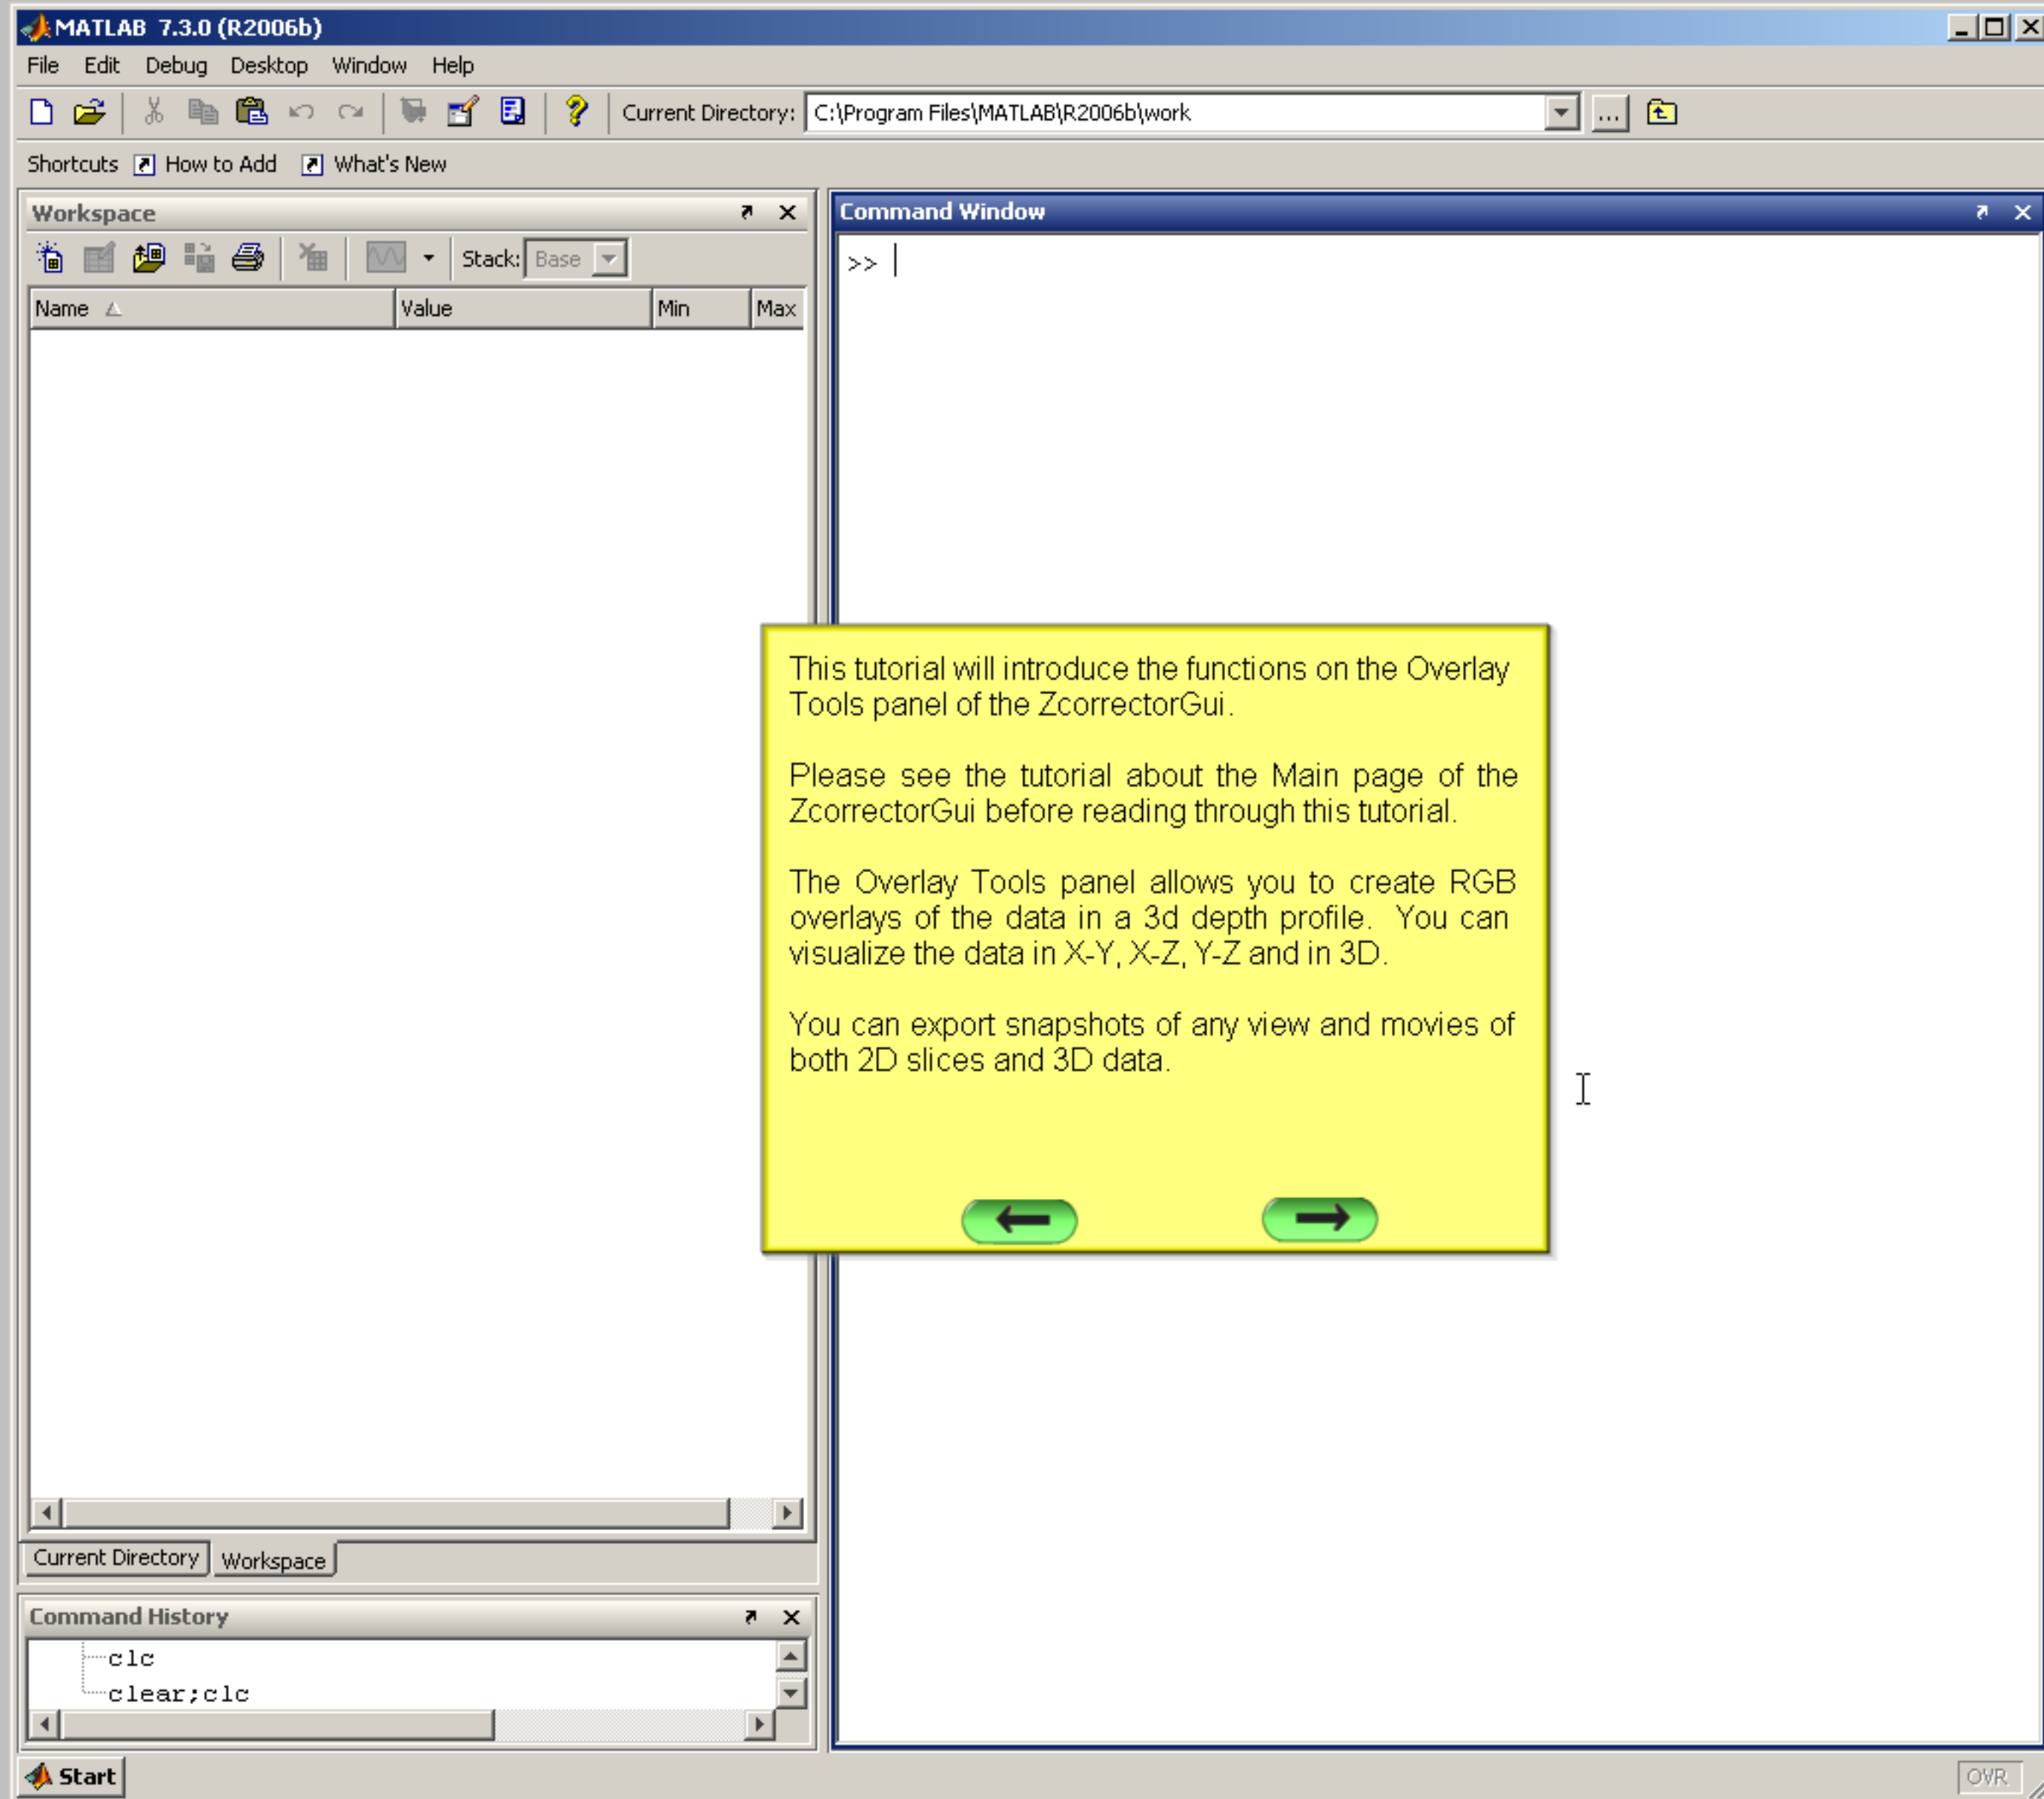 MATLAB 7.3.0 (R2006b)
File Edit Debug Desktop Window Help
Current Directory: C:\Program Files\MATLAB\R2006b\work ...
Shortcuts How to Add What's New
Workspace
Stack: Base
Name Value Min Max
Command Window
>>
This tutorial will introduce the functions on the Overlay
Tools panel of the ZcorrectorGui.
Please see the tutorial about the Main page of the
ZcorrectorGui before reading through this tutorial.
The Overlay Tools panel allows you to create RGB
overlays of the data in a 3d depth profile. You can
visualize the data in X-Y, X-Z, Y-Z and in 3D.
You can export snapshots of any view and movies of
both 2D slices and 3D data.
Current Directory Workspace
Command History
clc
clear;clc
Start
OVR